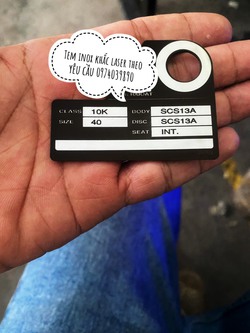 TEM INOX KHẮC LASER THEO
YÊU CẦU 0974039890
CLASS 10K BODY SCS13A
SIZE 40 DISC SCS13A
SEAT INT.